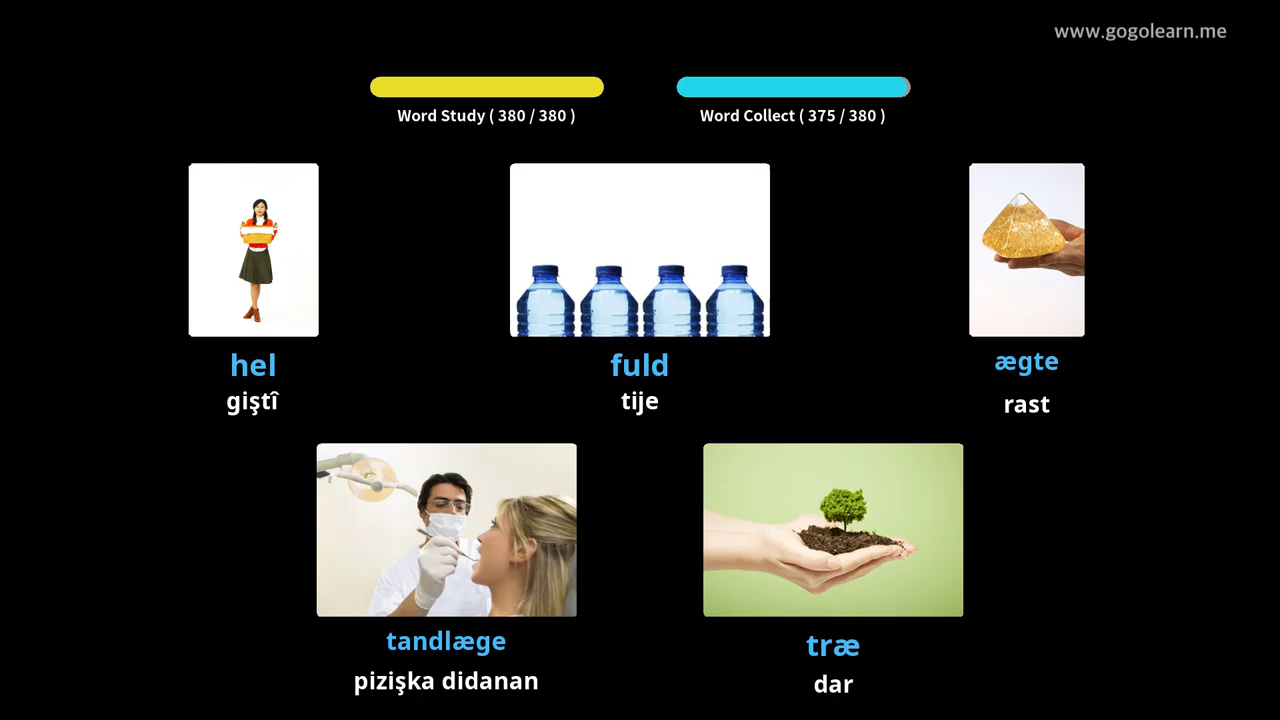 www.gogolearn.me
Word Study ( 380 / 380 )
Word Collect ( 375 / 380 )
hel
giştî
fuld
tije
ægte
rast
tandlæge
pizişka didanan
træ
dar